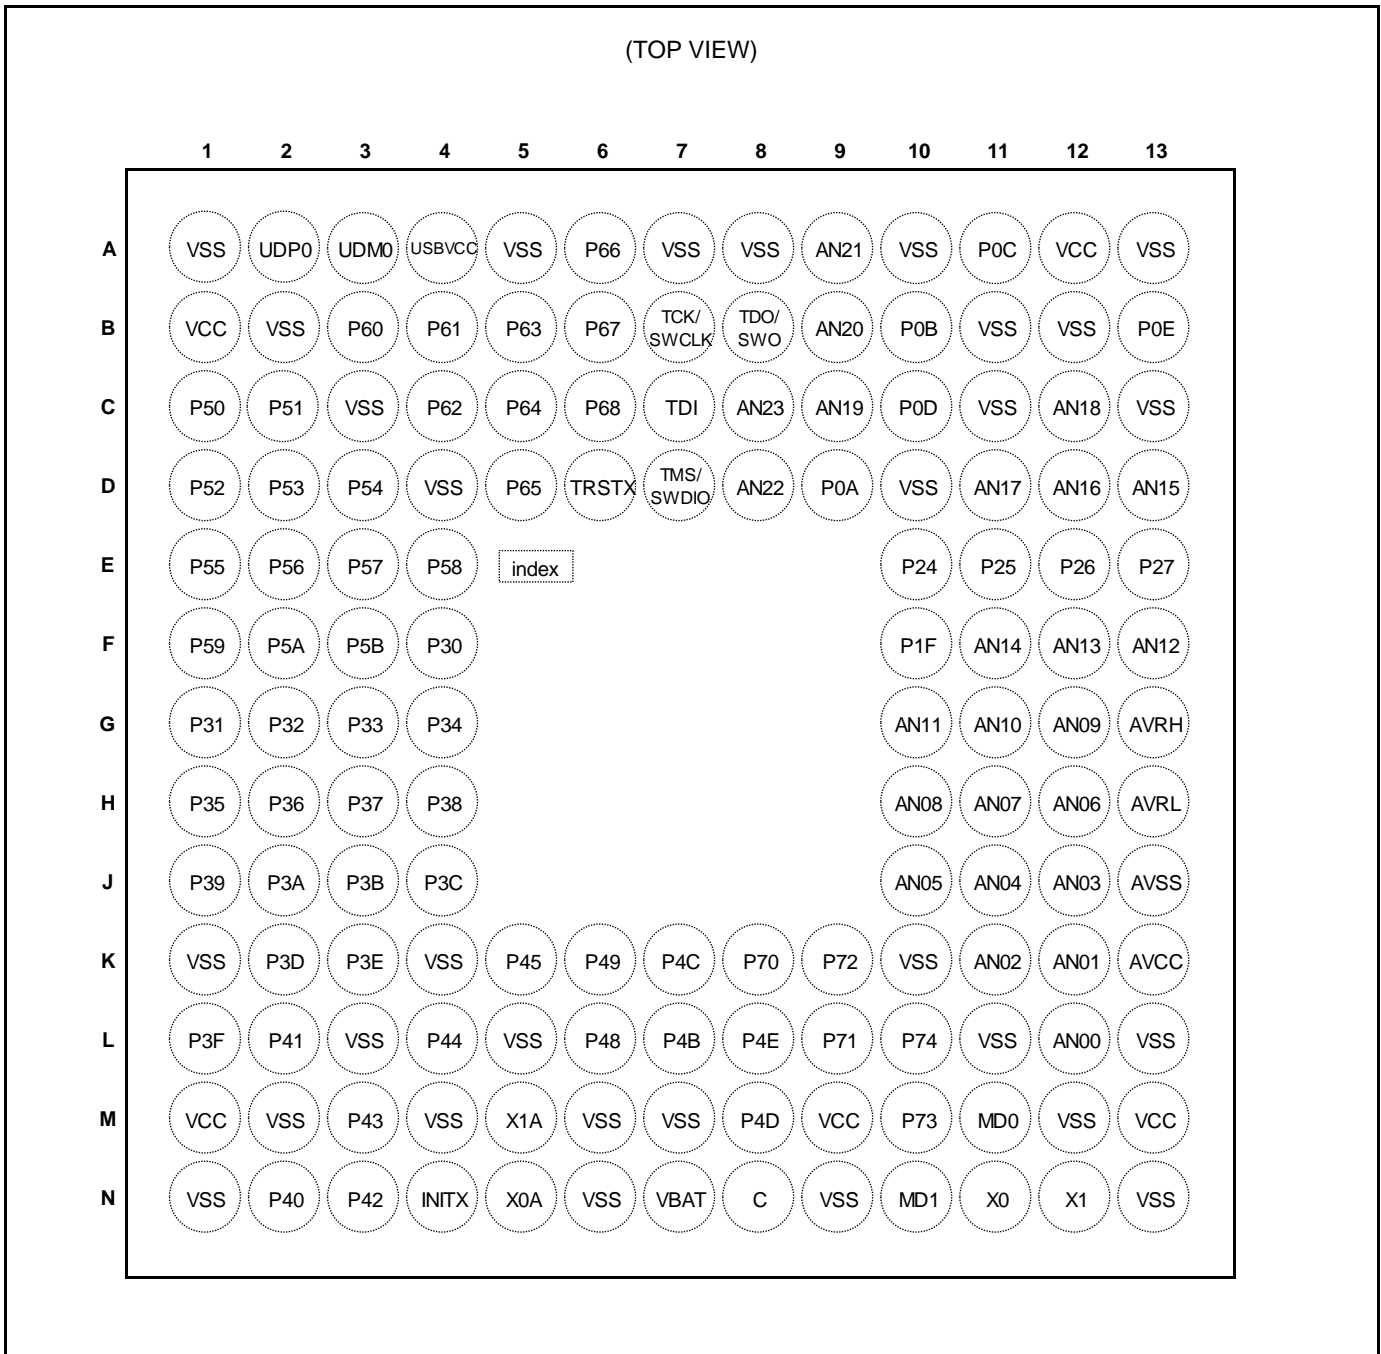 (TOP VIEW)
1 2 3 4 5 6 7 8 9 10 11 12 13
A VSS UDP0 UDM0 USBVCC VSS P66 VSS VSS AN21 VSS P0C VCC VSS
B VCC VSS P60 P61 P63 P67 TCK/ SWCLK TDO/ SWO AN20 P0B VSS VSS P0E
C P50 P51 VSS P62 P64 P68 TDI AN23 AN19 P0D VSS AN18 VSS
D P52 P53 P54 VSS P65 TRSTX TMS/ SWDIO AN22 P0A VSS AN17 AN16 AN15
E P55 P56 P57 P58 index P24 P25 P26 P27
F P59 P5A P5B P30 P1F AN14 AN13 AN12
G P31 P32 P33 P34 AN11 AN10 AN09 AVRH
H P35 P36 P37 P38 AN08 AN07 AN06 AVRL
J P39 P3A P3B P3C AN05 AN04 AN03 AVSS
K VSS P3D P3E VSS P45 P49 P4C P70 P72 VSS AN02 AN01 AVCC
L P3F P41 VSS P44 VSS P48 P4B P4E P71 P74 VSS AN00 VSS
M VCC VSS P43 VSS X1A VSS VSS P4D VCC P73 MD0 VSS VCC
N VSS P40 P42 INITX X0A VSS VBAT C VSS MD1 X0 X1 VSS